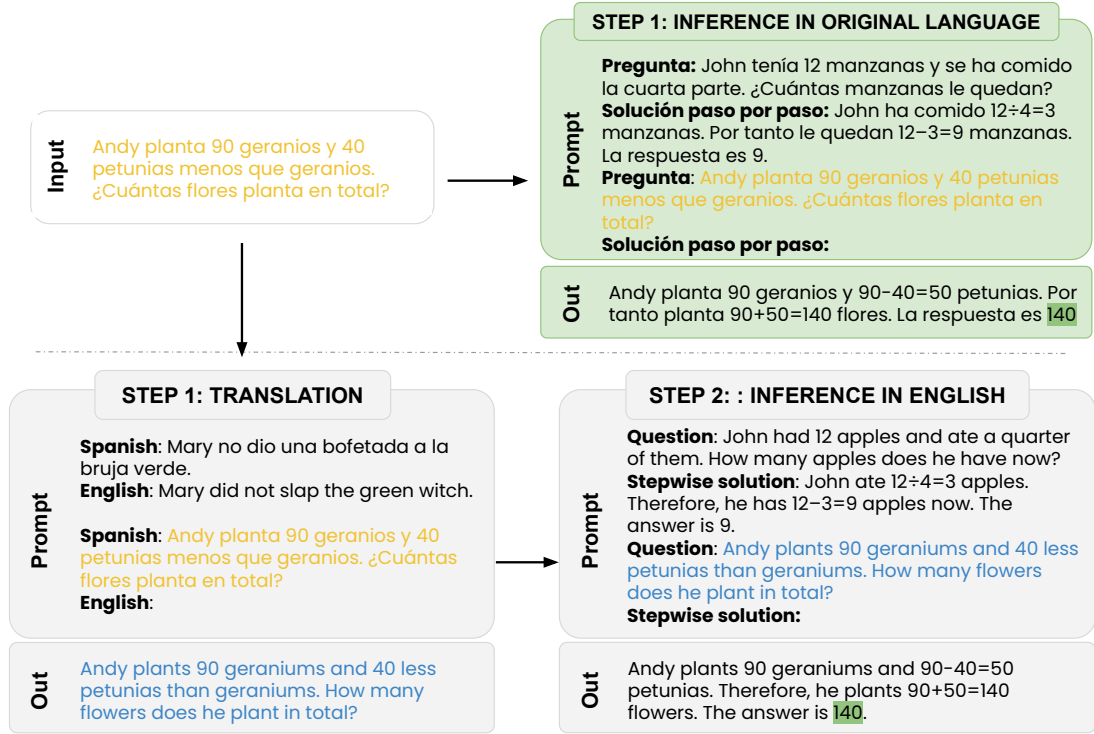 STEP 1: INFERENCE IN ORIGINAL LANGUAGE
Input
Andy planta 90 geranios y 40
petunias menos que geranios.
¿Cuántas flores planta en total?
Prompt
Pregunta: John tenía 12 manzanas y se ha comido
la cuarta parte. ¿Cuántas manzanas le quedan?
Solución paso por paso: John ha comido 12÷4=3
manzanas. Por tanto le quedan 12−3=9 manzanas.
La respuesta es 9.
Pregunta: Andy planta 90 geranios y 40 petunias
menos que geranios. ¿Cuántas flores planta en
total?
Solución paso por paso:
Out
Andy planta 90 geranios y 90-40=50 petunias. Por
tanto planta 90+50=140 flores. La respuesta es 140
STEP 1: TRANSLATION
Prompt
Spanish: Mary no dio una bofetada a la
bruja verde.
English: Mary did not slap the green witch.
Spanish: Andy planta 90 geranios y 40
petunias menos que geranios. ¿Cuántas
flores planta en total?
English:
Out
Andy plants 90 geraniums and 40 less
petunias than geraniums. How many
flowers does he plant in total?
STEP 2: : INFERENCE IN ENGLISH
Prompt
Question: John had 12 apples and ate a quarter
of them. How many apples does he have now?
Stepwise solution: John ate 12÷4=3 apples.
Therefore, he has 12−3=9 apples now. The
answer is 9.
Question: Andy plants 90 geraniums and 40 less
petunias than geraniums. How many flowers
does he plant in total?
Stepwise solution:
Out
Andy plants 90 geraniums and 90-40=50
petunias. Therefore, he plants 90+50=140
flowers. The answer is 140.